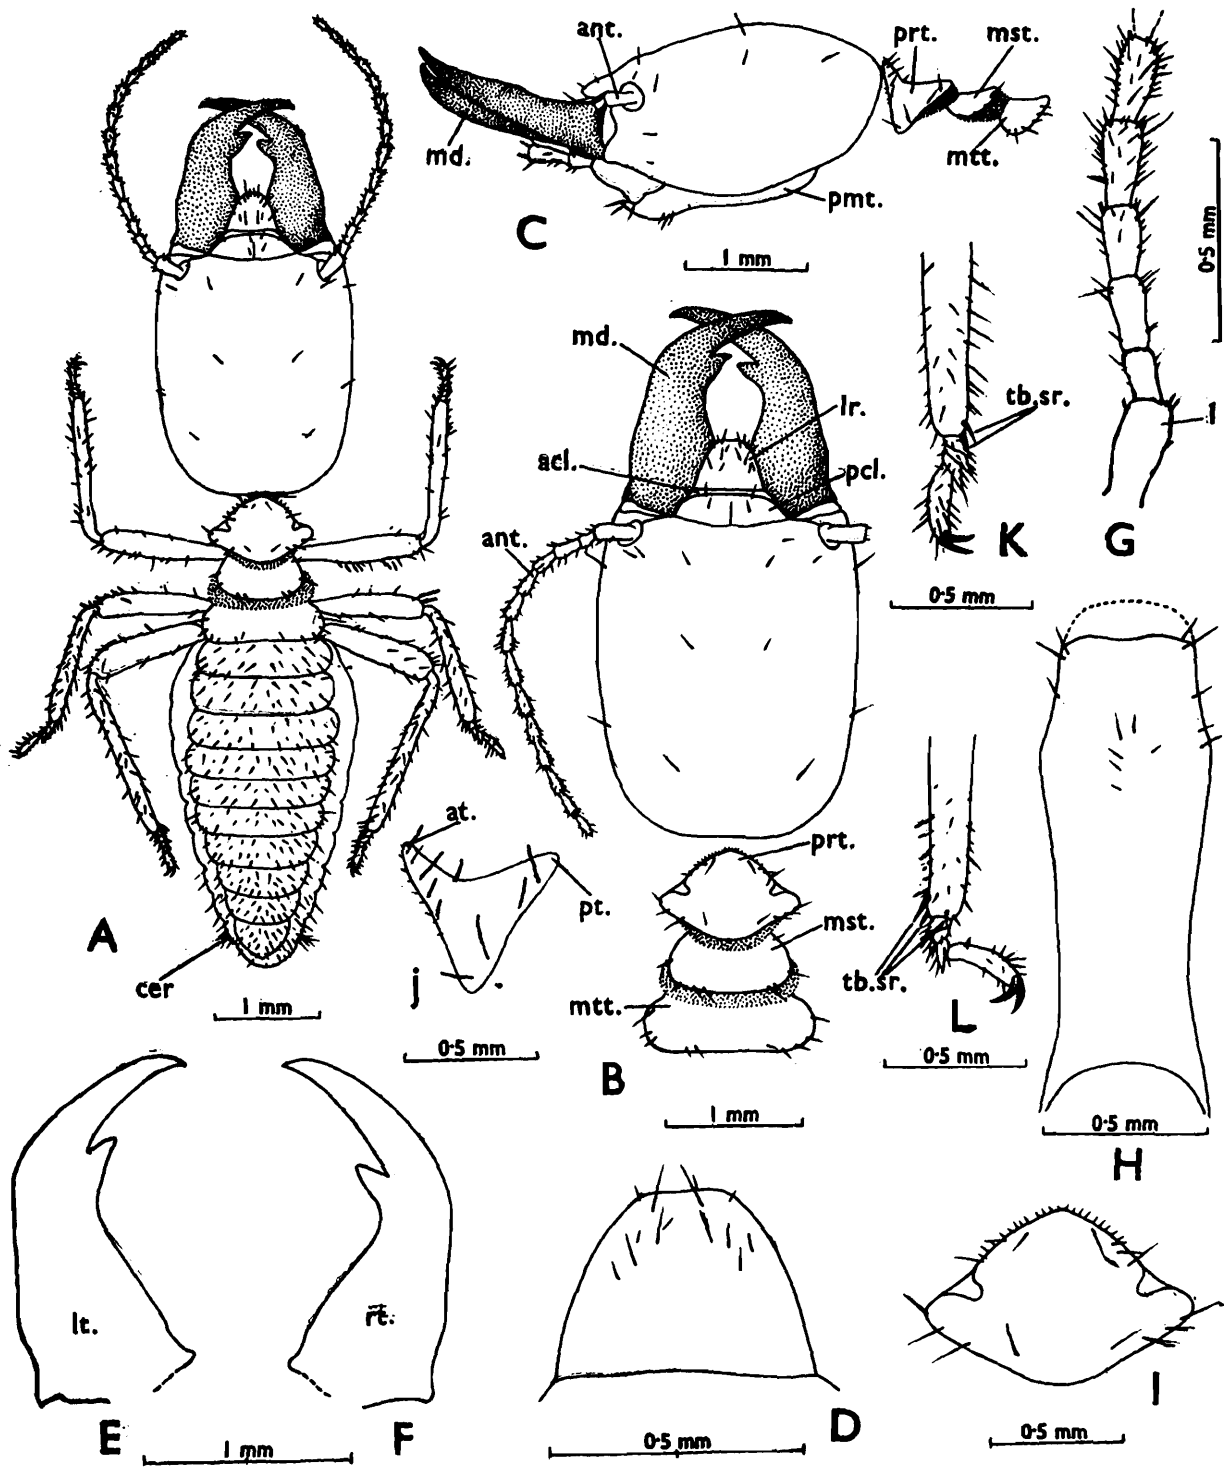 ant.
prt.
mst.
md.
mtt.
pmt.
C
1 mm
0·5 mm
md.
lr.
tb.sr.
1
acl.
pcl.
ant.
K
G
0·5 mm
A
cer
1 mm
at.
pt.
j
0·5 mm
prt.
mst.
mtt.
B
1 mm
tb.sr.
L
0·5 mm
0·5 mm
H
lt.
rt.
E
F
1 mm
D
0·5 mm
I
0·5 mm